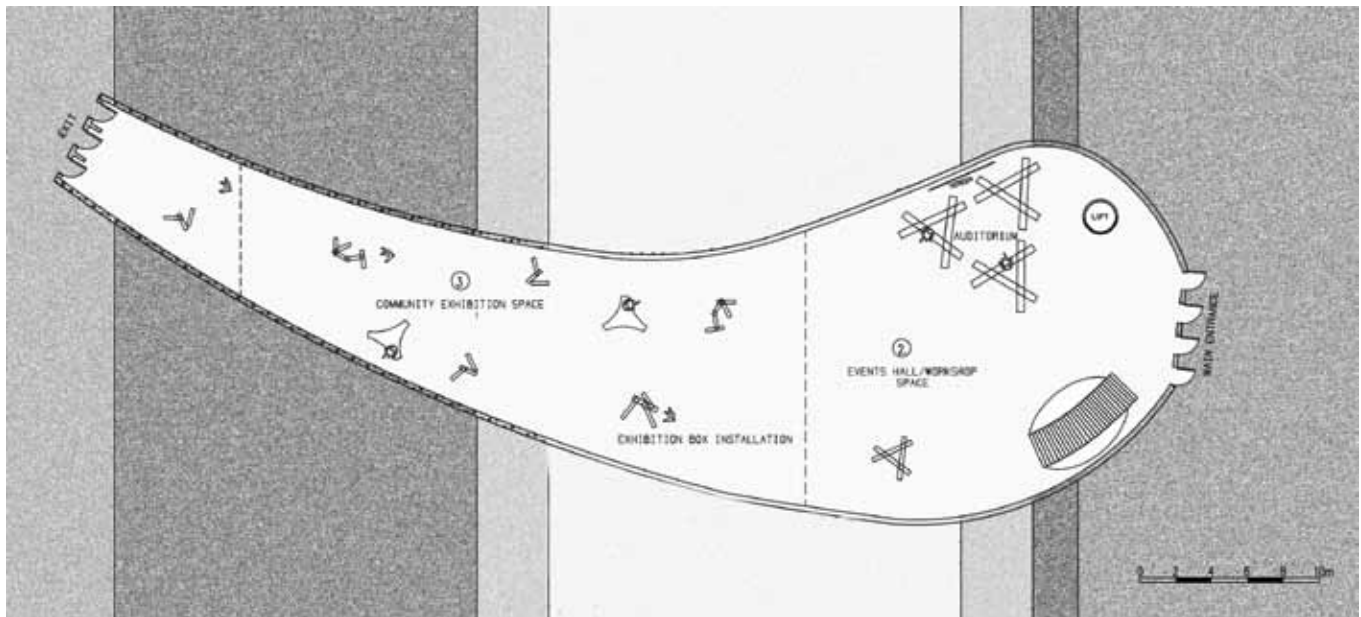 EXIT
AUDITORIUM
LIFT
3
COMMUNITY EXHIBITION SPACE
MAIN ENTRANCE
2
EVENTS HALL/WORKSHOP
SPACE
EXHIBITION BOX INSTALLATION
0 2 4 6 8 10m